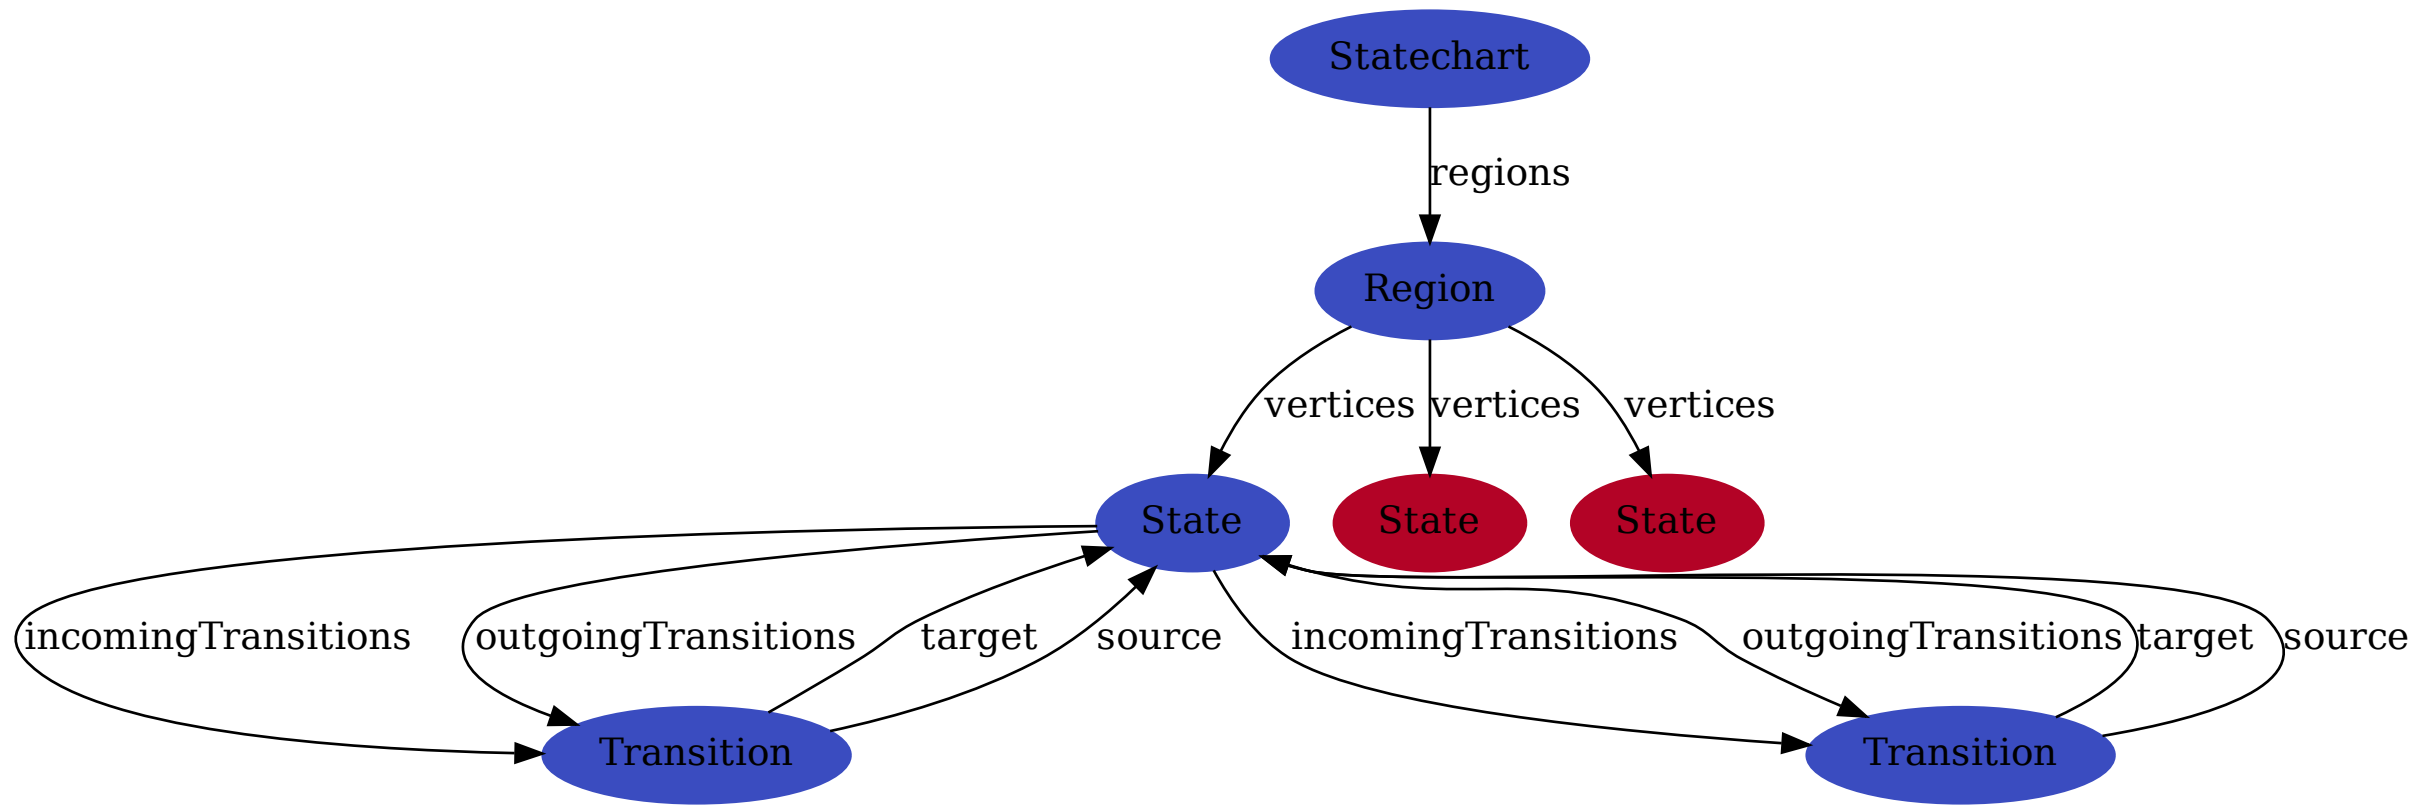 Statechart
regions
Region
vertices vertices vertices
State State State
incomingTransitions outgoingTransitions target source incomingTransitions outgoingTransitions target source
Transition Transition